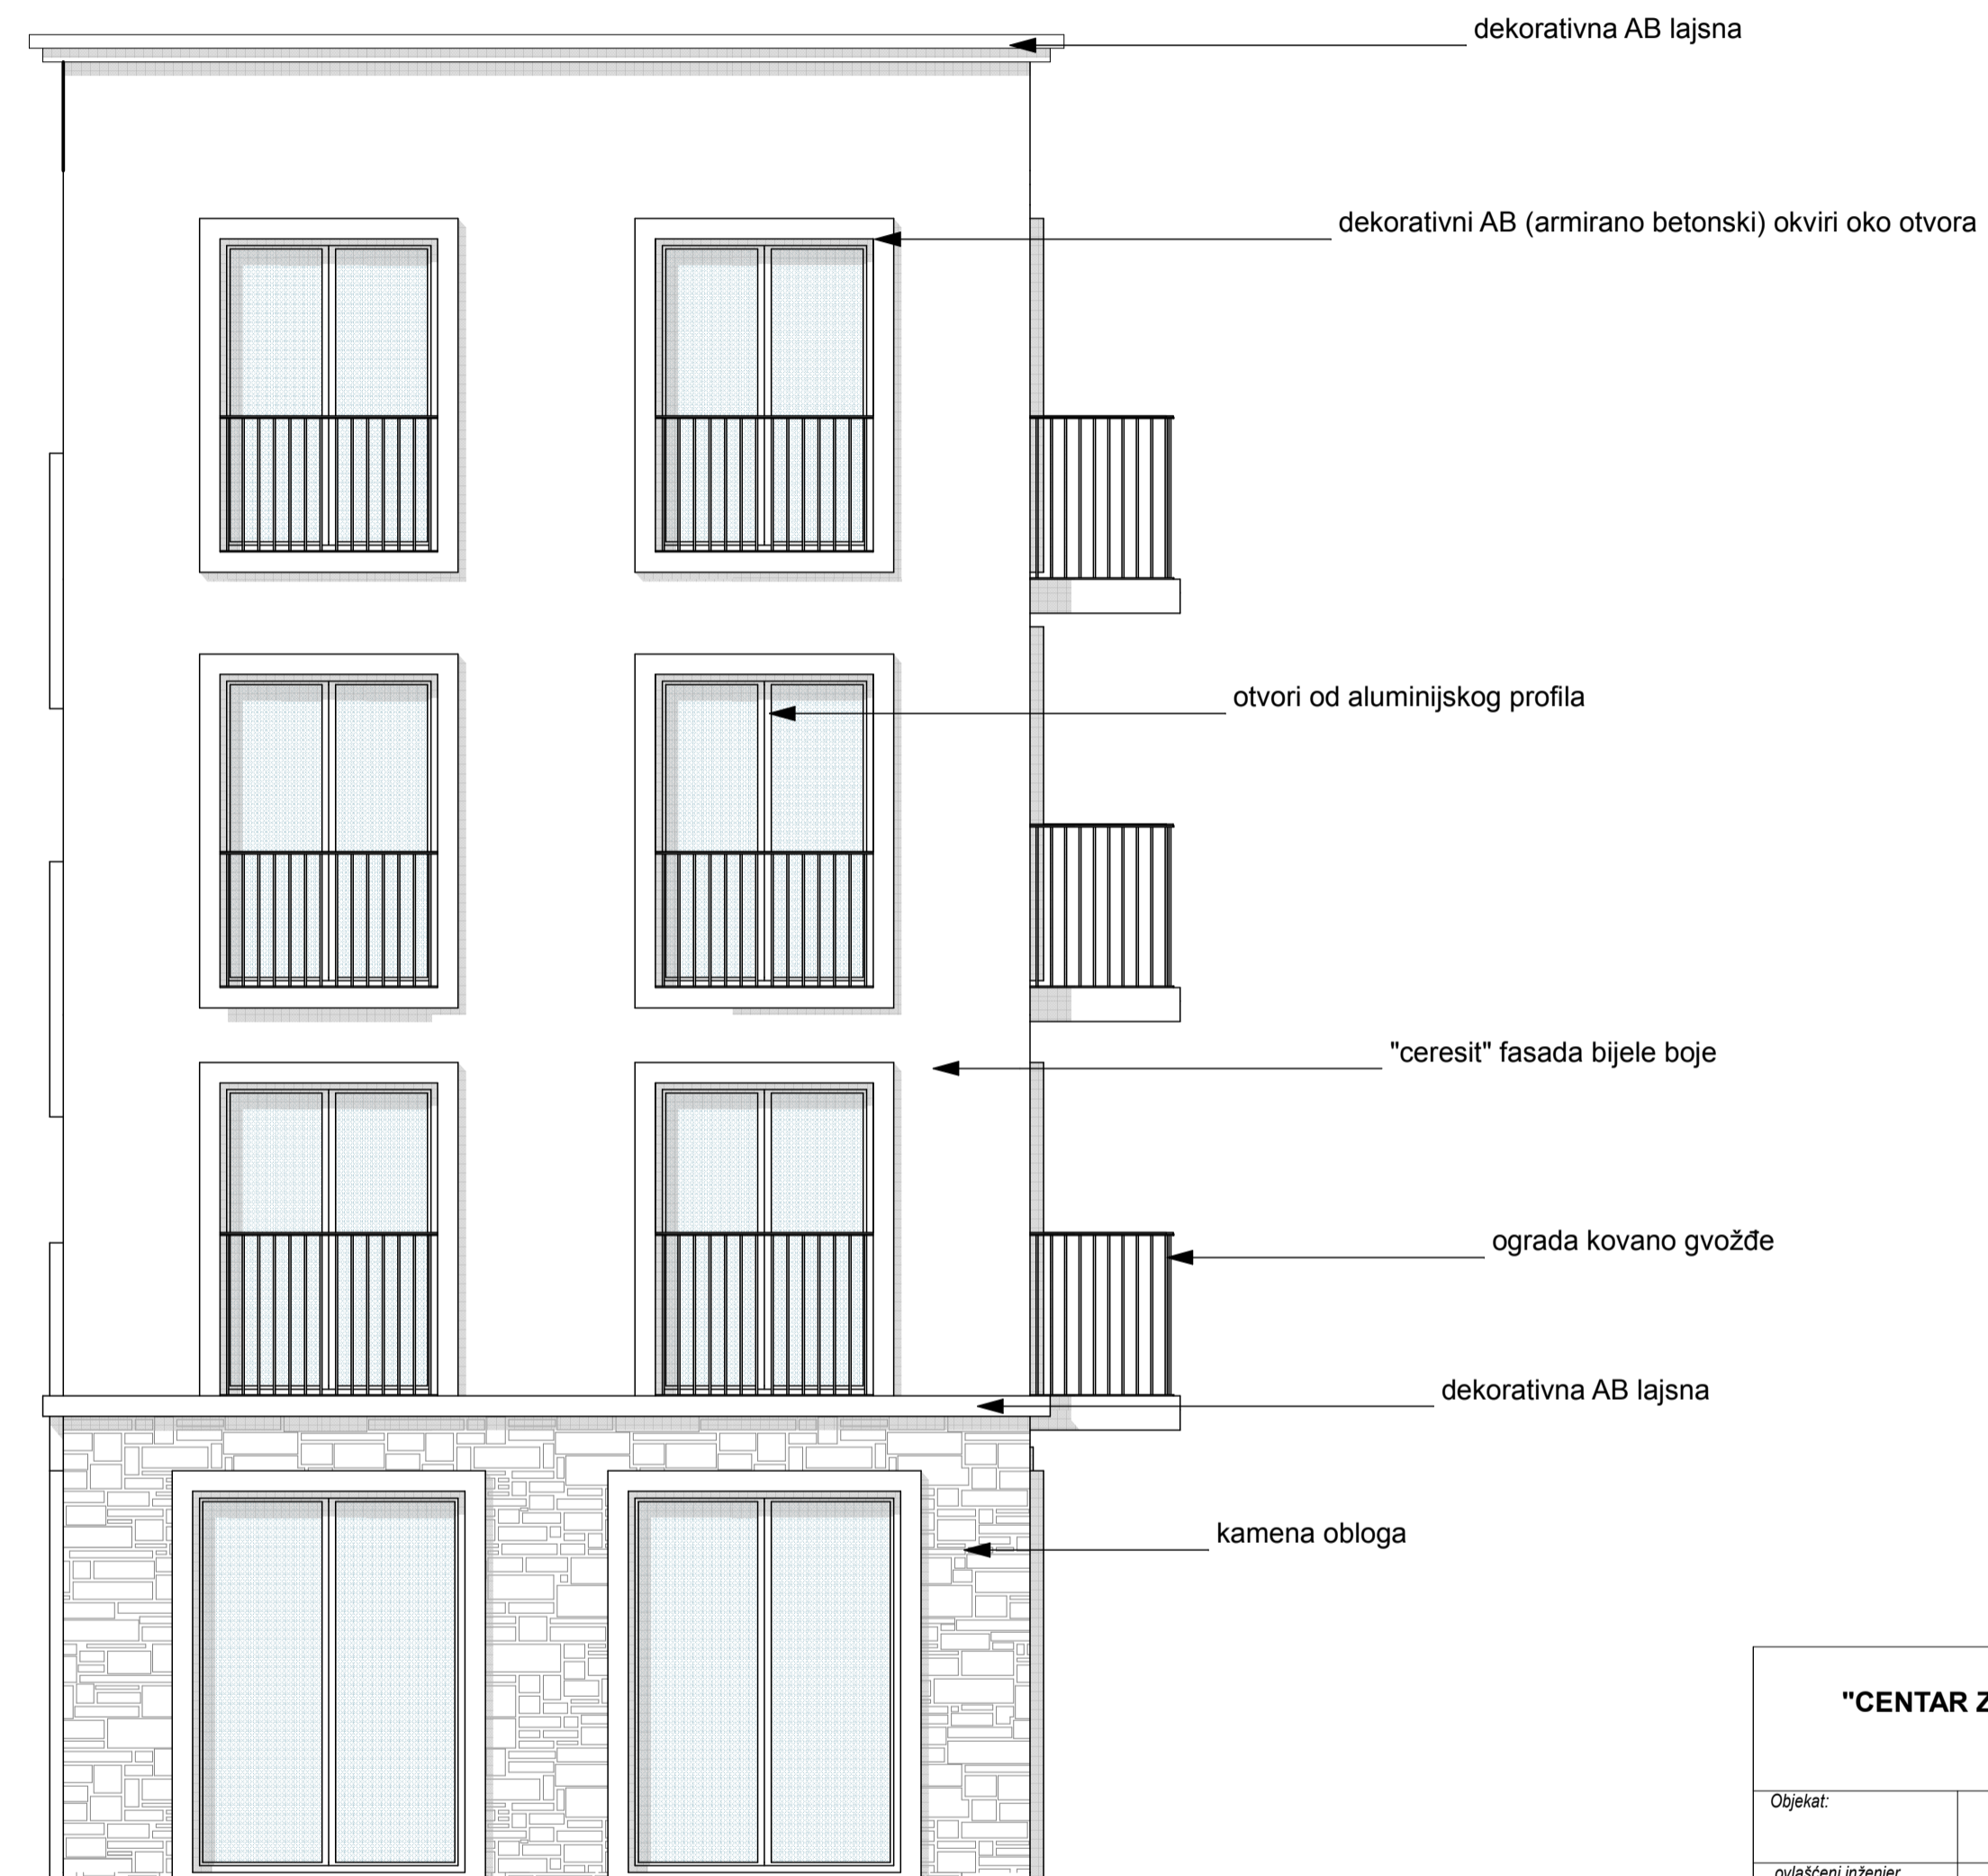 dekorativna AB lajsna
dekorativni AB (armirano betonski) okviri oko otvora
otvori od aluminijskog profila
"ceresit" fasada bijele boje
ograda kovano gvožđe
dekorativna AB lajsna
kamena obloga
"CENTAR
Objekat:
ovlašćeni inženjer